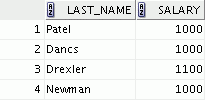 LAST_NAME SALARY
1 Patel 1000
2 Dancs 1000
3 Drexler 1100
4 Newman 1000